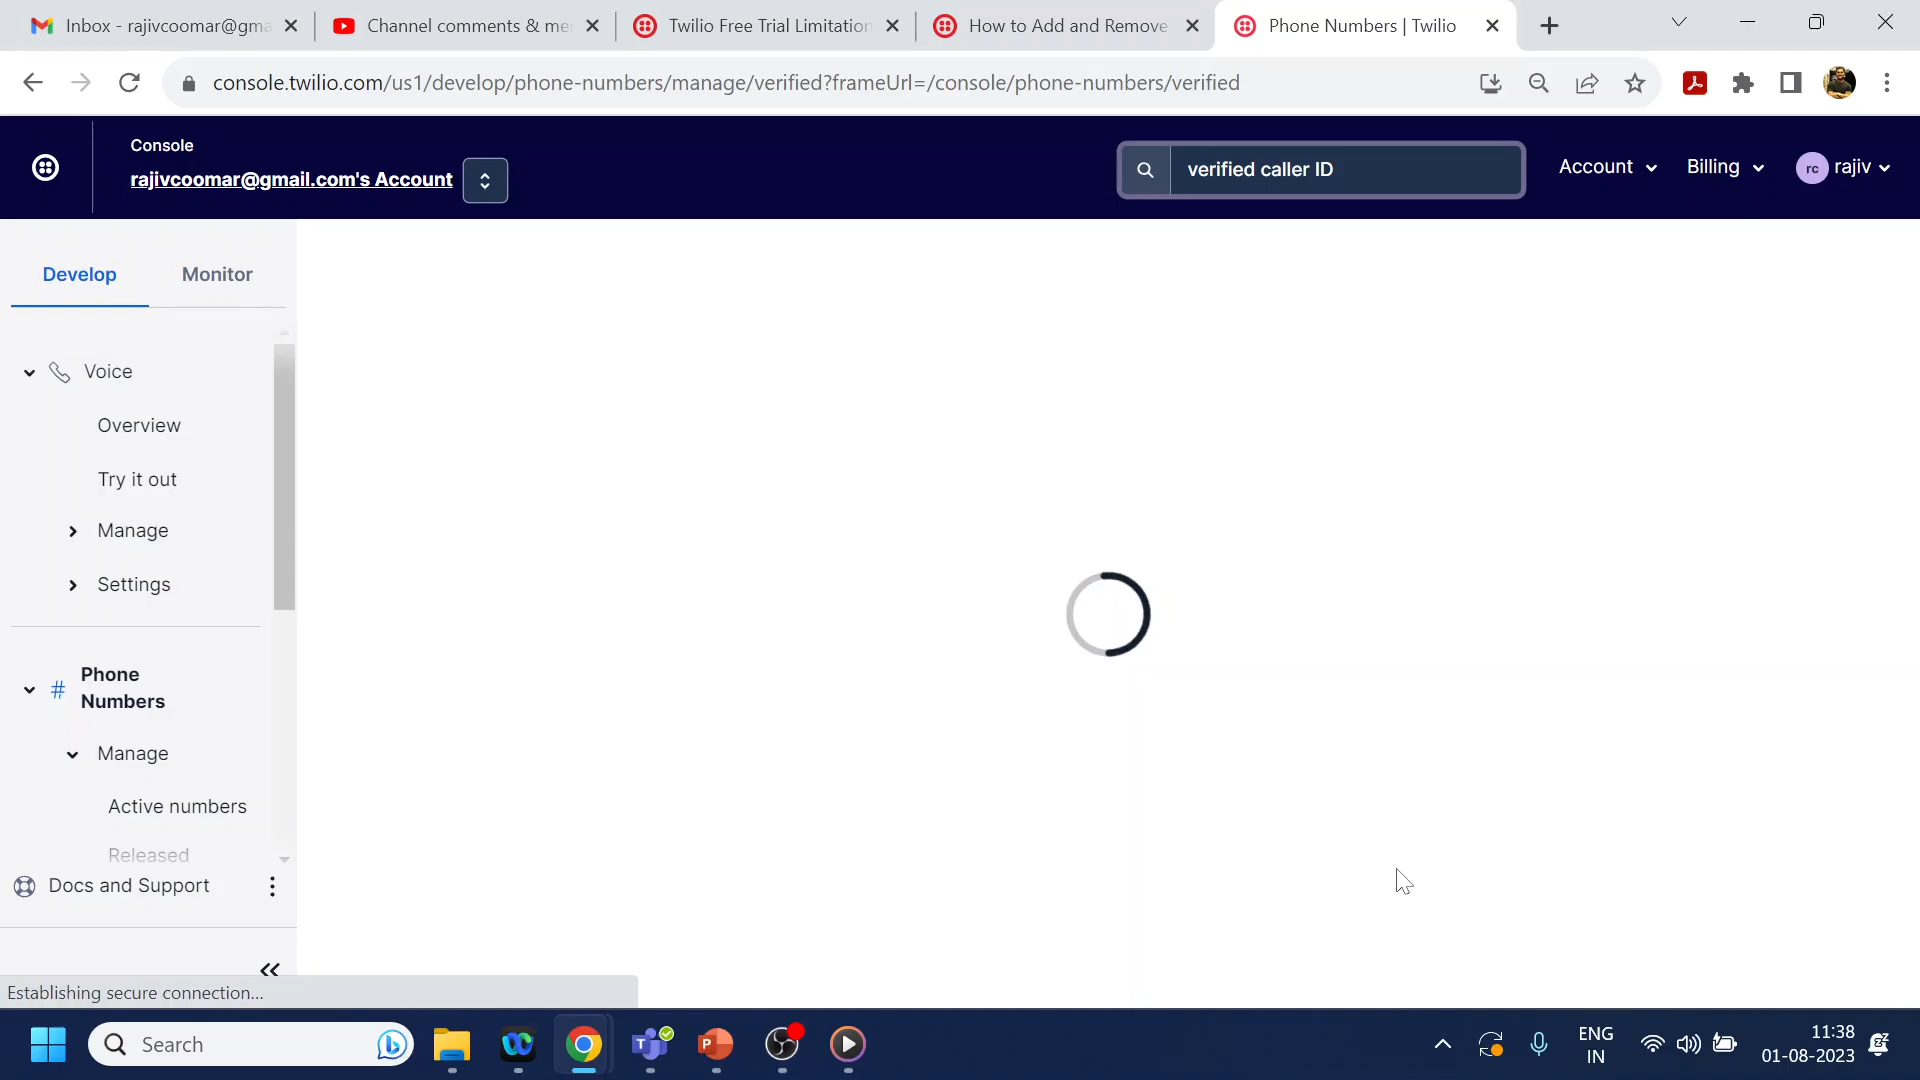 Inbox - rajivcoomar@gma
Channel comments & me
Twilio Free Trial Limitation
How to Add and Remove
Phone Numbers | Twilio
console.twilio.com/us1/develop/phone-numbers/manage/verified?frameUrl=/console/phone-numbers/verified
Console
rajivcoomar@gmail.com's Account
verified caller ID
Account
Billing
rc
rajiv
Develop
Monitor
Voice
Overview
Try it out
Manage
Settings
# Phone
Numbers
Manage
Active numbers
Released
Docs and Support
Establishing secure connection...
Search
ENG
IN
11:38
01-08-2023